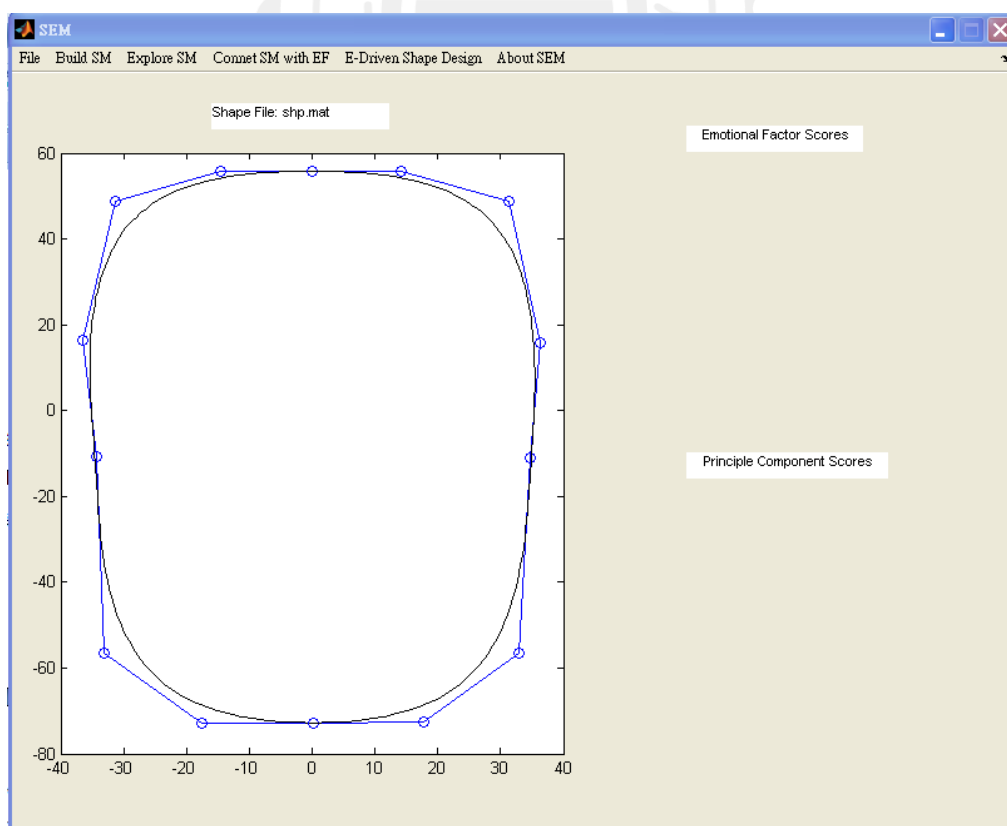 SEM
File Build SM Explore SM Connet SM with EF E-Driven Shape Design About SEM
Shape File: shp.mat
Emotional Factor Scores
60
40
20
0
-20
-40
-60
-80
-40 -30 -20 -10 0 10 20 30 40
Principle Component Scores